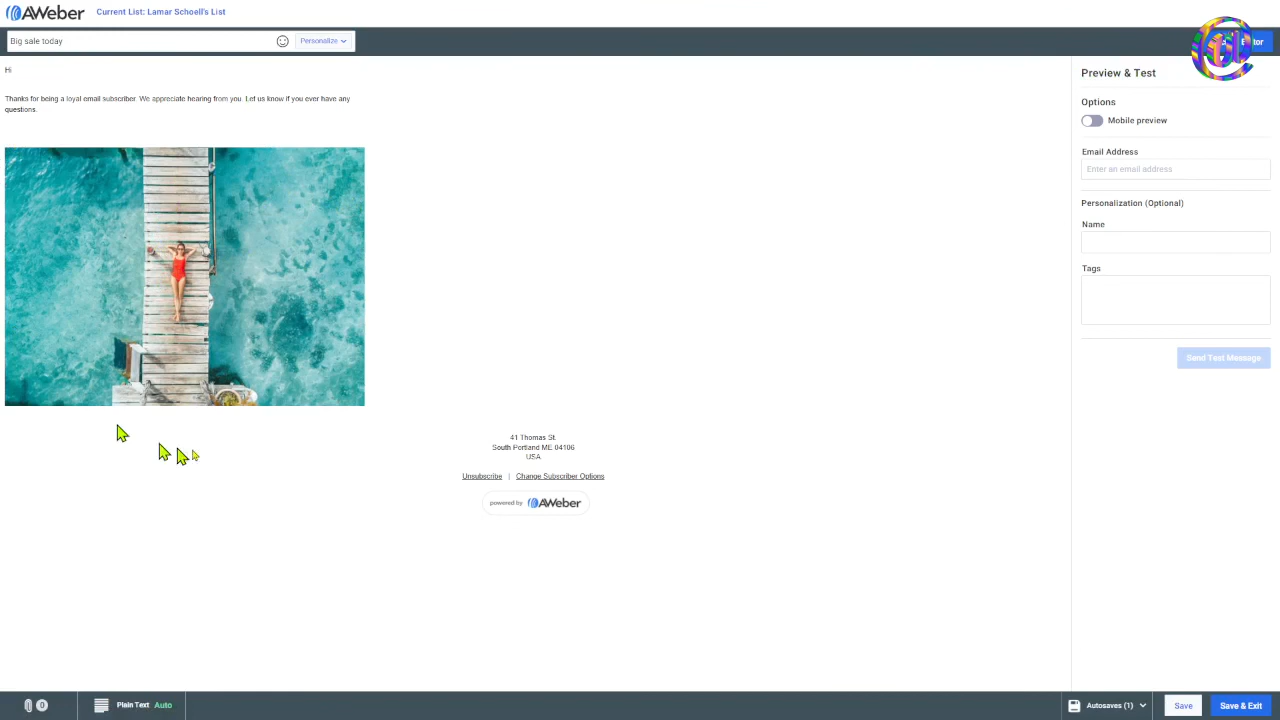 AWeber
Current List: Lamar Schoell's List
Big sale today
Personalize
Hi
Thanks for being a loyal email subscriber. We appreciate hearing from you. Let us know if you ever have any
questions.
41 Thomas St.
South Portland ME 04106
USA
Unsubscribe | Change Subscriber Options
powered by AWeber
Preview & Test
Options
Mobile preview
Email Address
Enter an email address
Personalization (Optional)
Name
Tags
Send Test Message
0
Plain Text Auto
Autosaves (1)
Save
Save & Exit